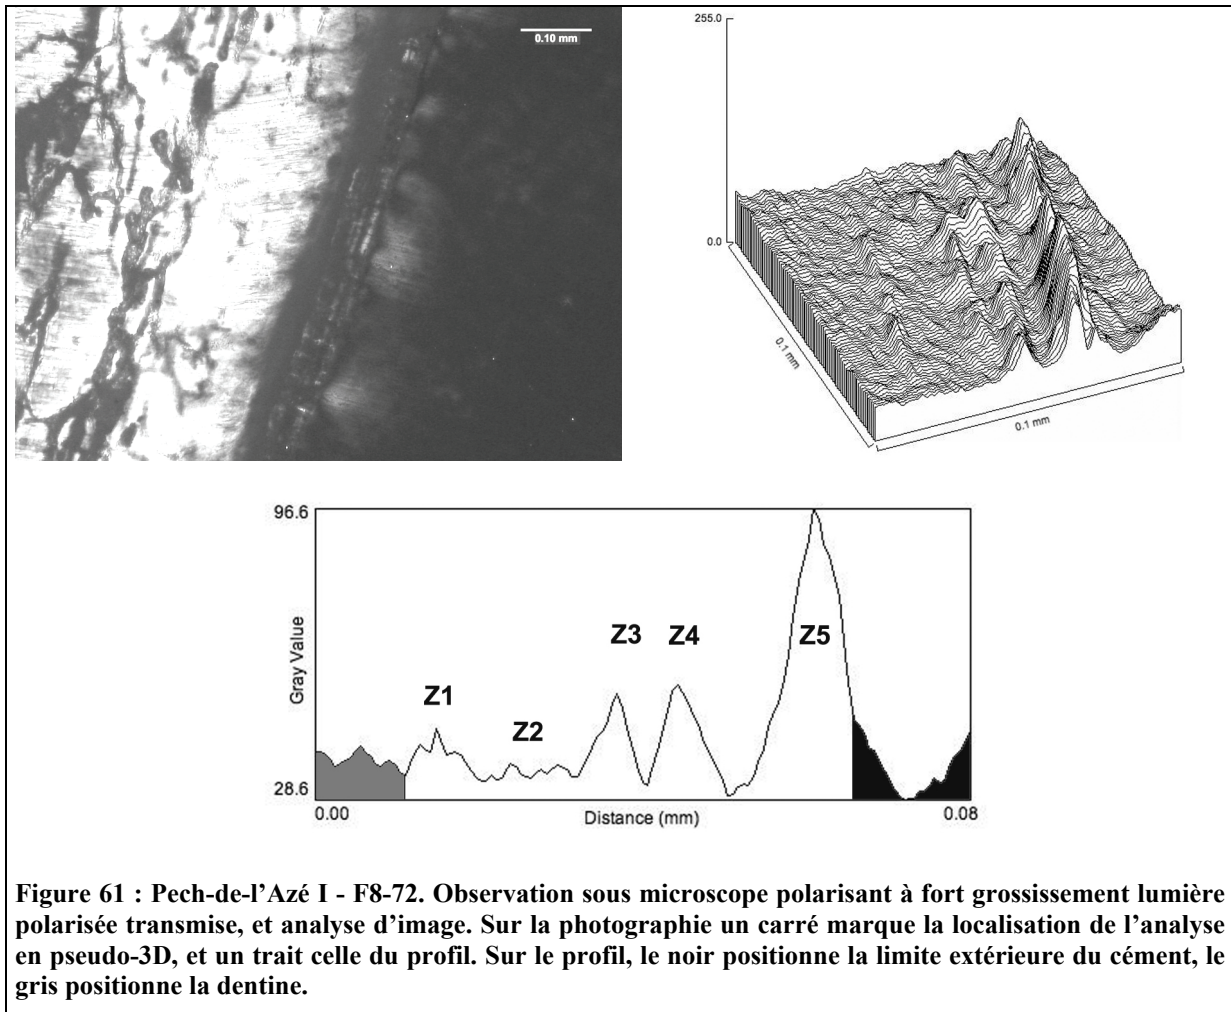 0.10 mm
255.0
0.0
0.1 mm
0.1 mm
96.6
Gray Value
28.6
Z1
Z2
Z3
Z4
Z5
0.00
Distance (mm)
0.08
Figure 61 : Pech-de-l’Azé I - F8-72. Observation sous microscope polarisant à fort grossissement lumière
polarisée transmise, et analyse d’image. Sur la photographie un carré marque la localisation de l’analyse
en pseudo-3D, et un trait celle du profil. Sur le profil, le noir positionne la limite extérieure du cément, le
gris positionne la dentine.